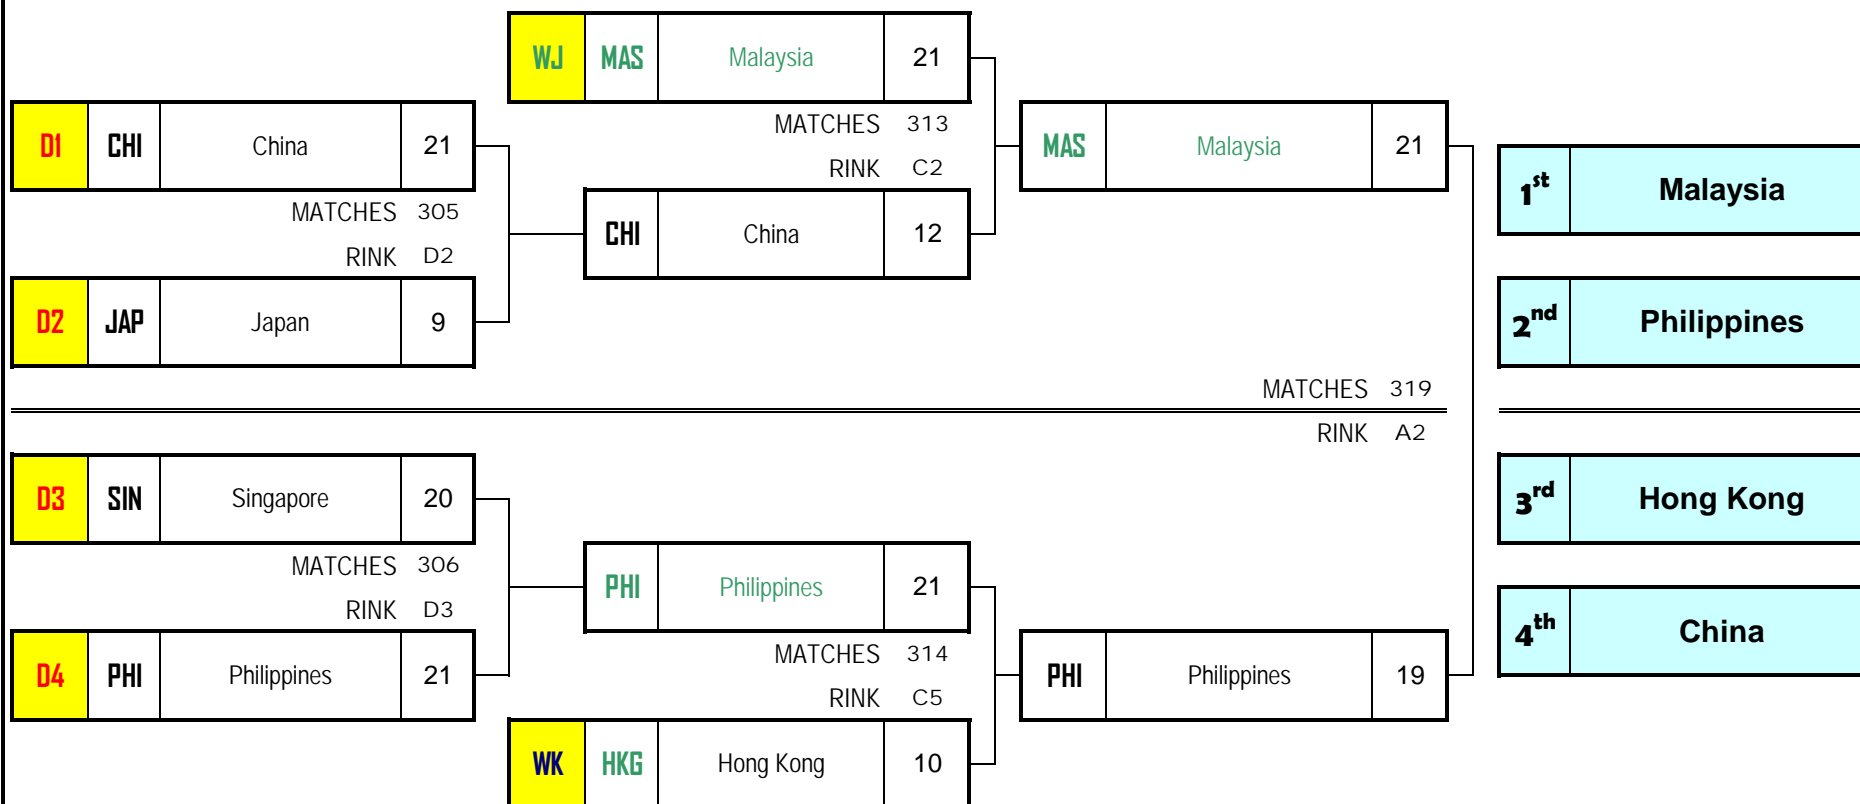 WJ MAS Malaysia 21
MATCHES 313
RINK C2
D1 CHI China 21
MATCHES 305
RINK D2
CHI China 12
MAS Malaysia 21
D2 JAP Japan 9
1st Malaysia
2nd Philippines
MATCHES 319
RINK A2
D3 SIN Singapore 20
MATCHES 306
RINK D3
PHI Philippines 21
D4 PHI Philippines 21
MATCHES 314
RINK C5
PHI Philippines 19
WK HKG Hong Kong 10
3rd Hong Kong
4th China